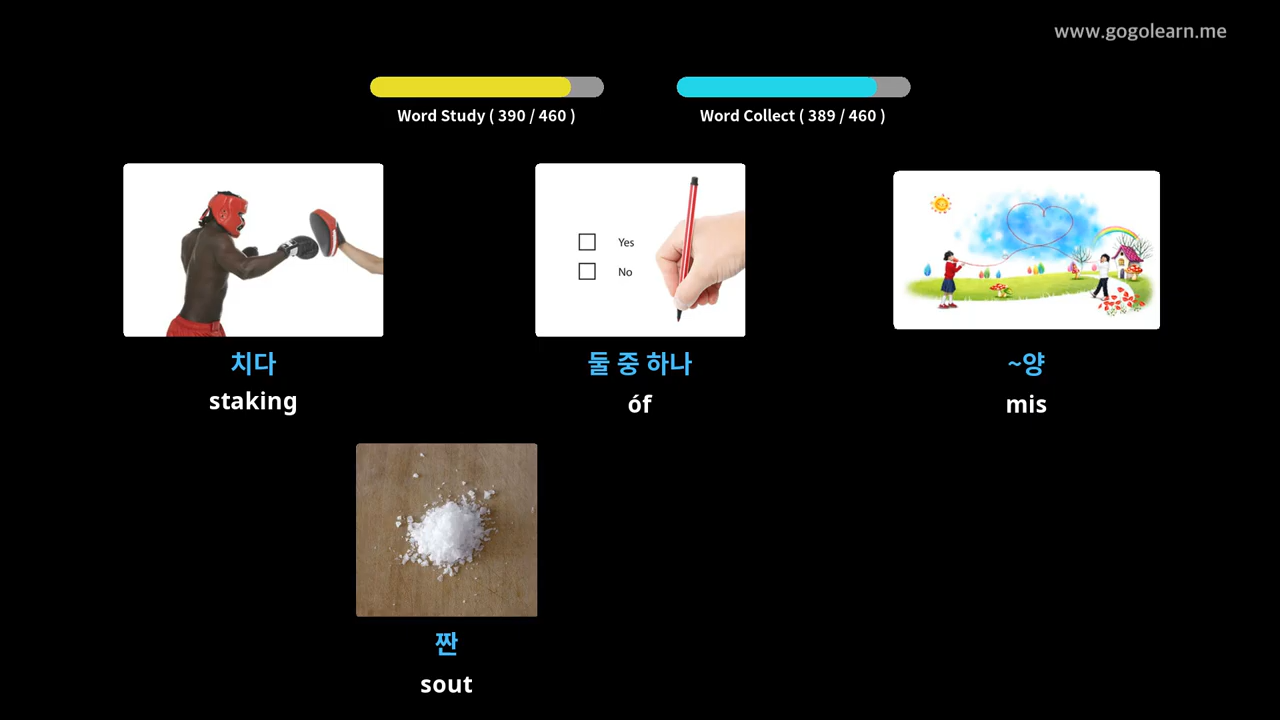 www.gogolearn.me
Word Study ( 390 / 460 )
Word Collect ( 389 / 460 )
Yes
No
치다
둘 중 하나
~양
staking
óf
mis
짠
sout